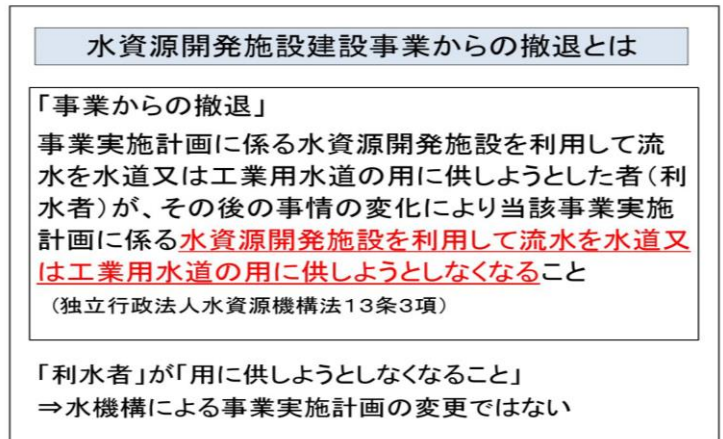 水資源開発施設建設事業からの撤退とは
「事業からの撤退」
事業実施計画に係る水資源開発施設を利用して流
水を水道又は工業用水道の用に供しようとした者(利
水者)が、その後の事情の変化により当該事業実施
計画に係る水資源開発施設を利用して流水を水道又
は工業用水道の用に供しようとしなくなること
(独立行政法人水資源機構法13条3項)
「利水者」が「用に供しようとしなくなること」
⇒水機構による事業実施計画の変更ではない